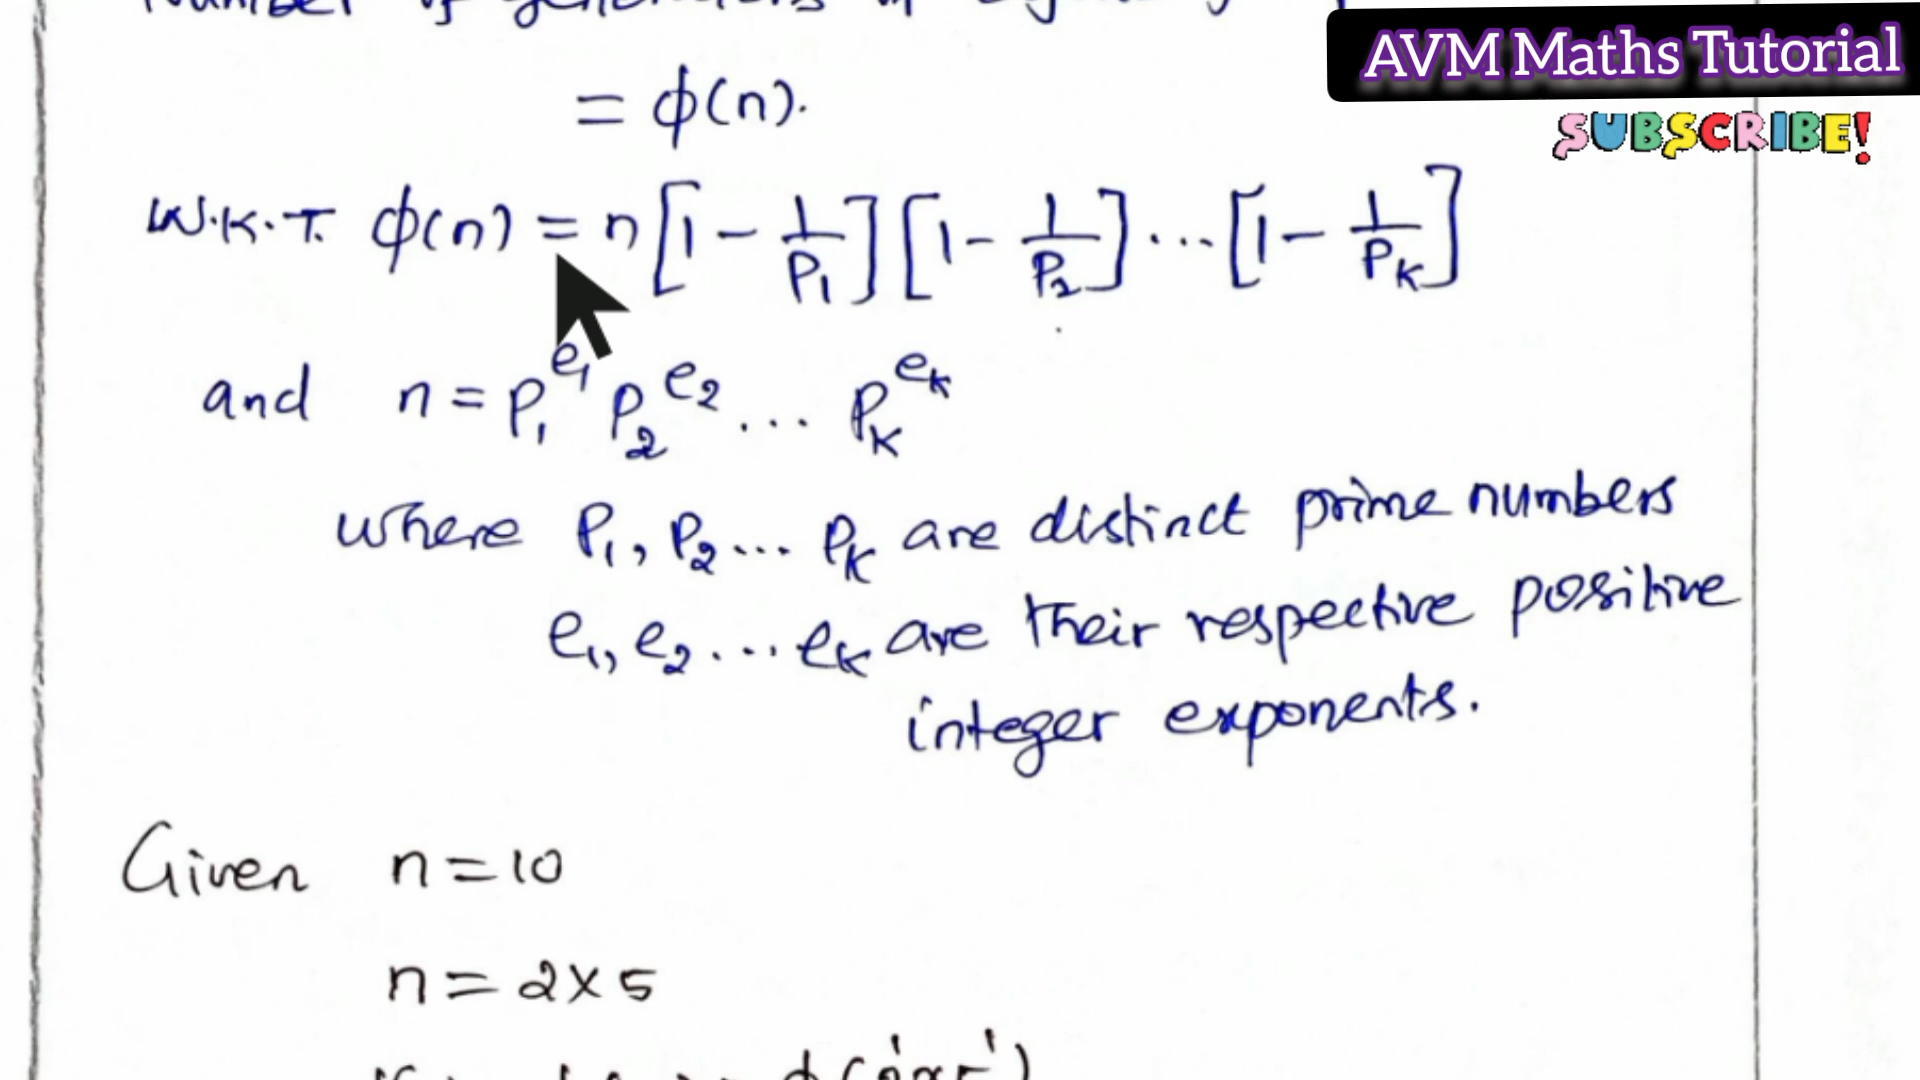 AVM Maths Tutorial
SUBSCRIBE!
= ϕ(n).
W.K.T. ϕ(n) = n[1 - 1/P₁][1 - 1/P₂]...[1 - 1/Pₖ]
and n = P₁^e₁ P₂^e₂ ... Pₖ^eₖ
where P₁, P₂... Pₖ are distinct prime numbers
e₁, e₂...eₖ are their respective positive
integer exponents.
Given n = 10
n = 2 x 5